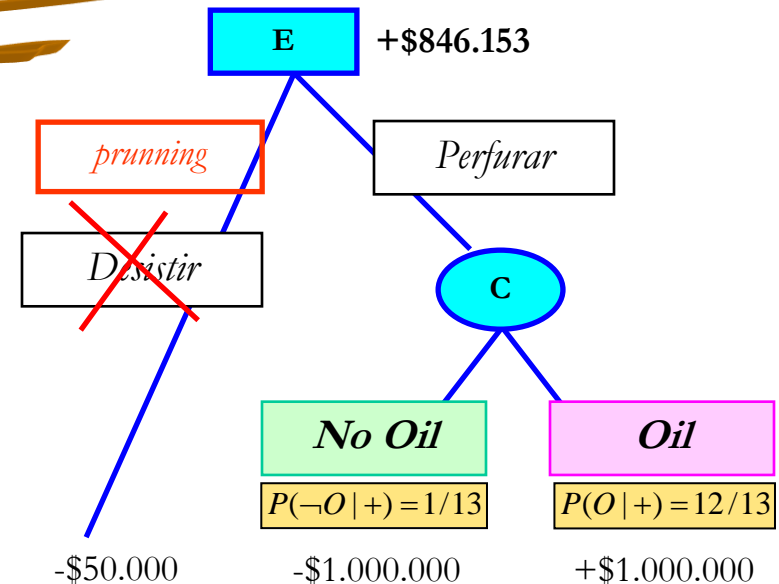 E +$846.153
prunning
Perfurar
Desistir
C
No Oil
Oil
P(¬O | +) = 1/13
P(O | +) = 12/13
-$50.000
-$1.000.000
+$1.000.000